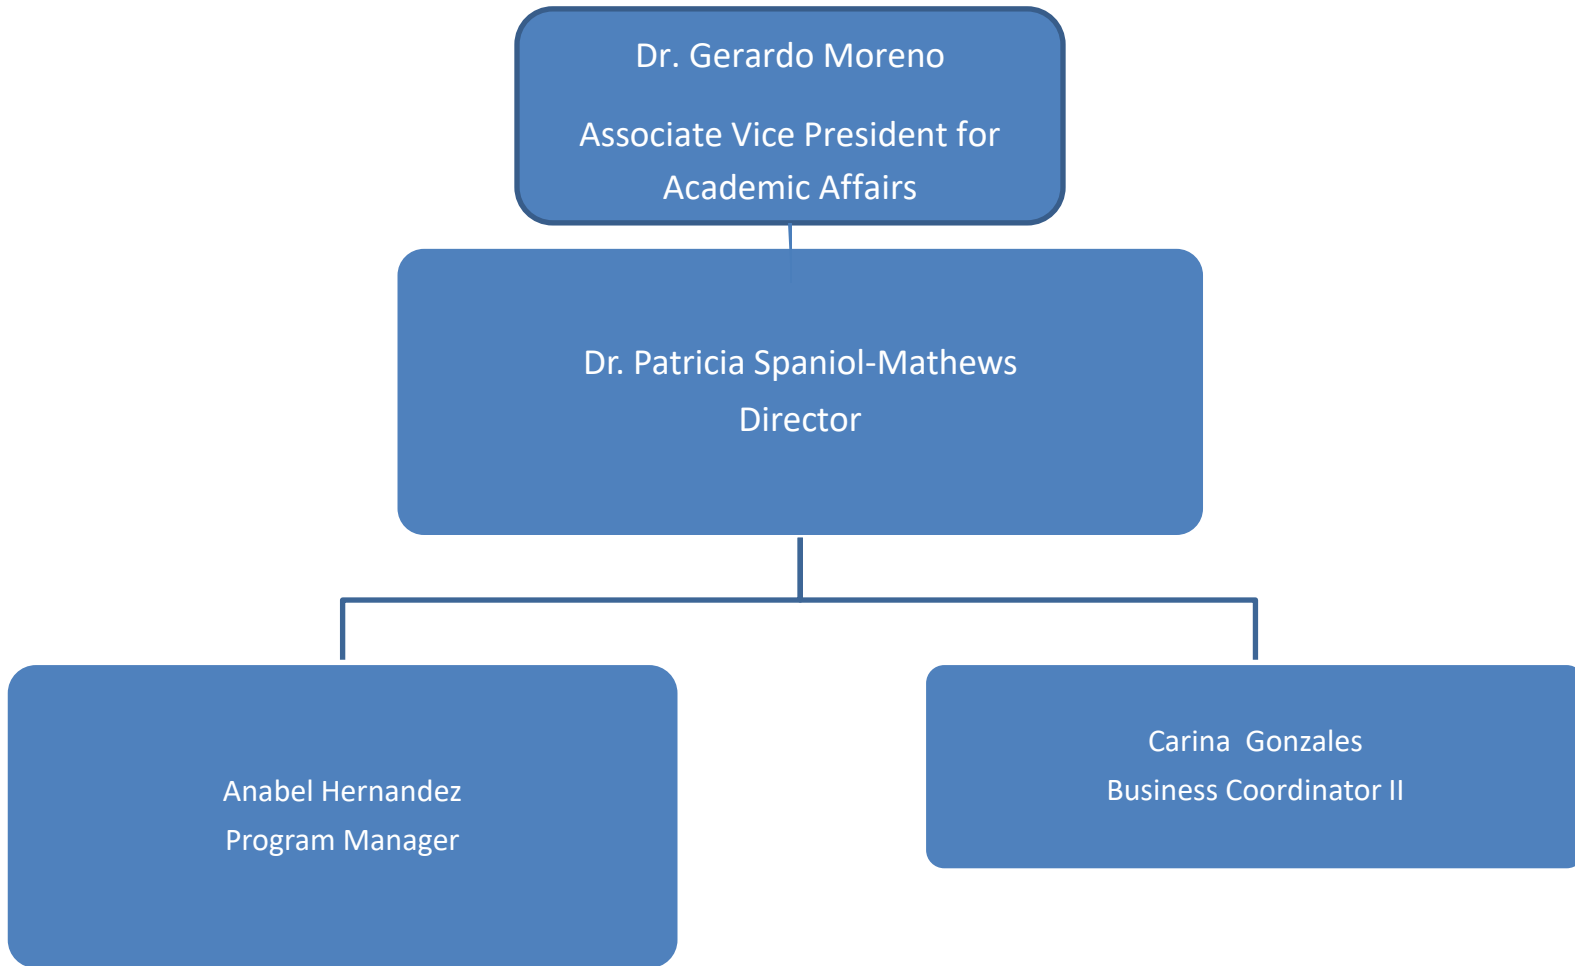 Dr. Gerardo Moreno
Associate Vice President for
Academic Affairs
Dr. Patricia Spaniol-Mathews
Director
Anabel Hernandez
Program Manager
Carina  Gonzales
Business Coordinator II